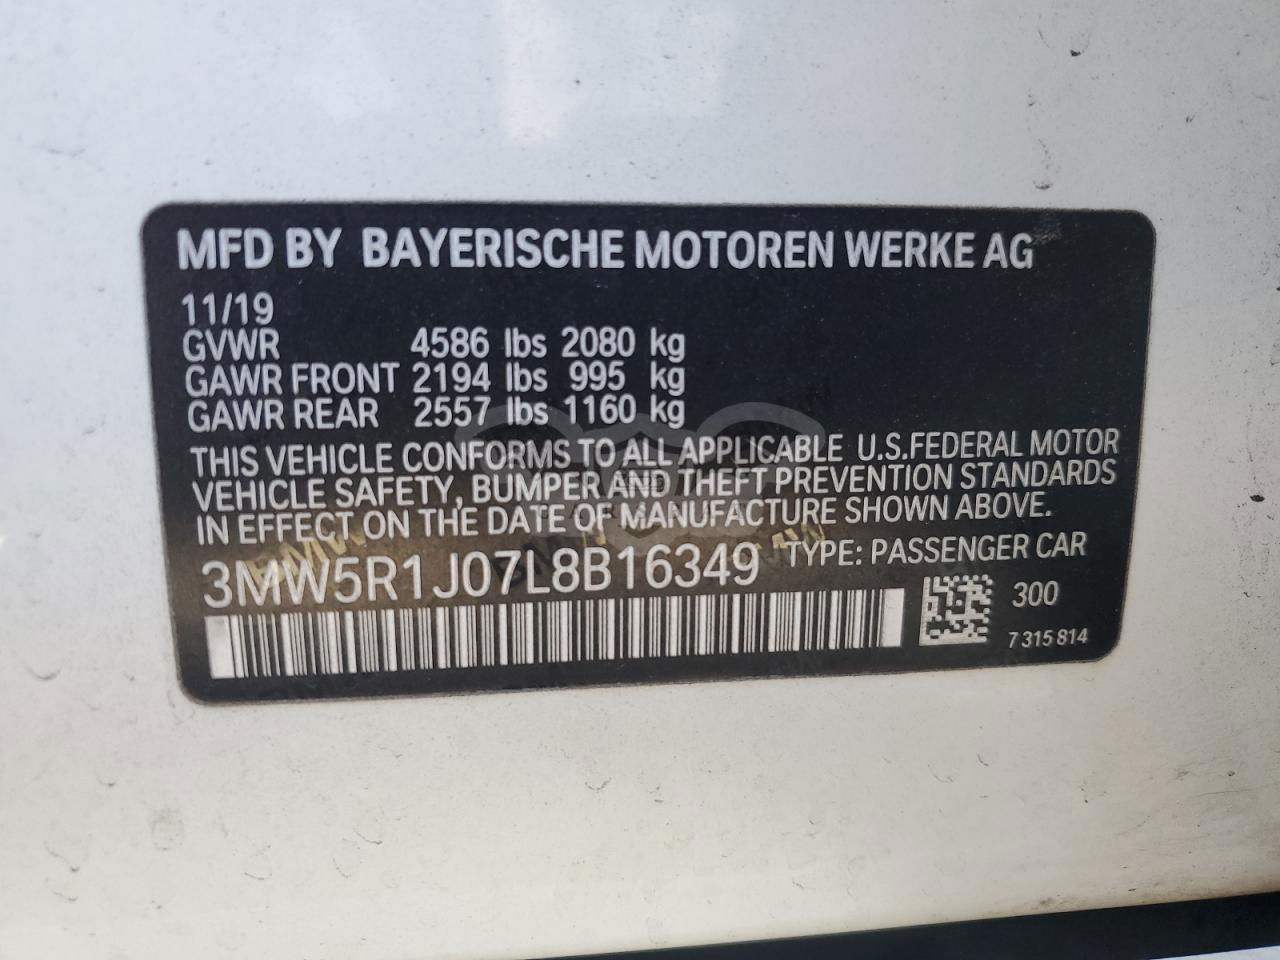 MFD BY BAYERISCHE MOTOREN WERKE AG
11/19
GVWR 4586 lbs 2080 kg
GAWR FRONT 2194 lbs 995 kg
GAWR REAR 2557 lbs 1160 kg
THIS VEHICLE CONFORMS TO ALL APPLICABLE U.S.FEDERAL MOTOR
VEHICLE SAFETY, BUMPER AND THEFT PREVENTION STANDARDS
IN EFFECT ON THE DATE OF MANUFACTURE SHOWN ABOVE.
3MW5R1J07L8B16349 TYPE: PASSENGER CAR
300
7 315 814